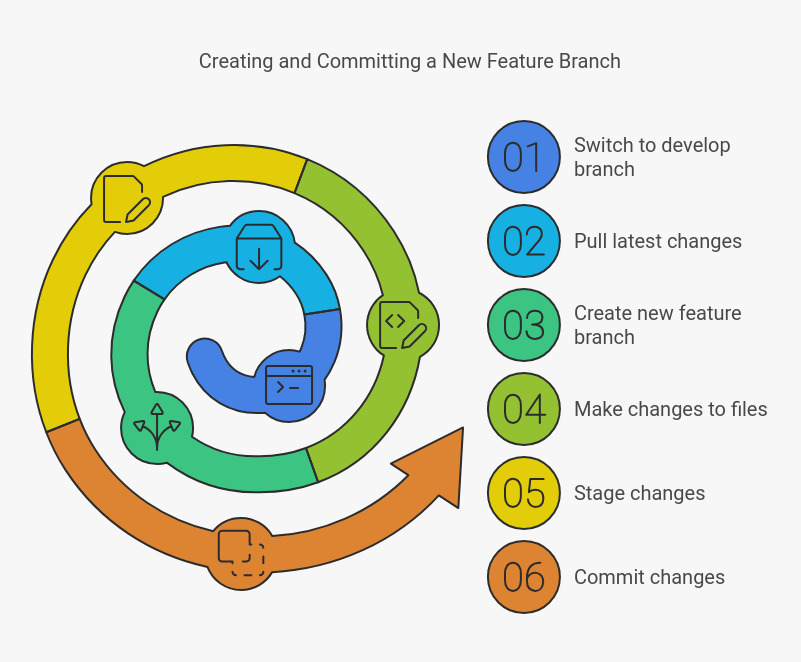 Creating and Committing a New Feature Branch
01
Switch to develop
branch
02
Pull latest changes
03
Create new feature
branch
04
Make changes to files
05
Stage changes
06
Commit changes